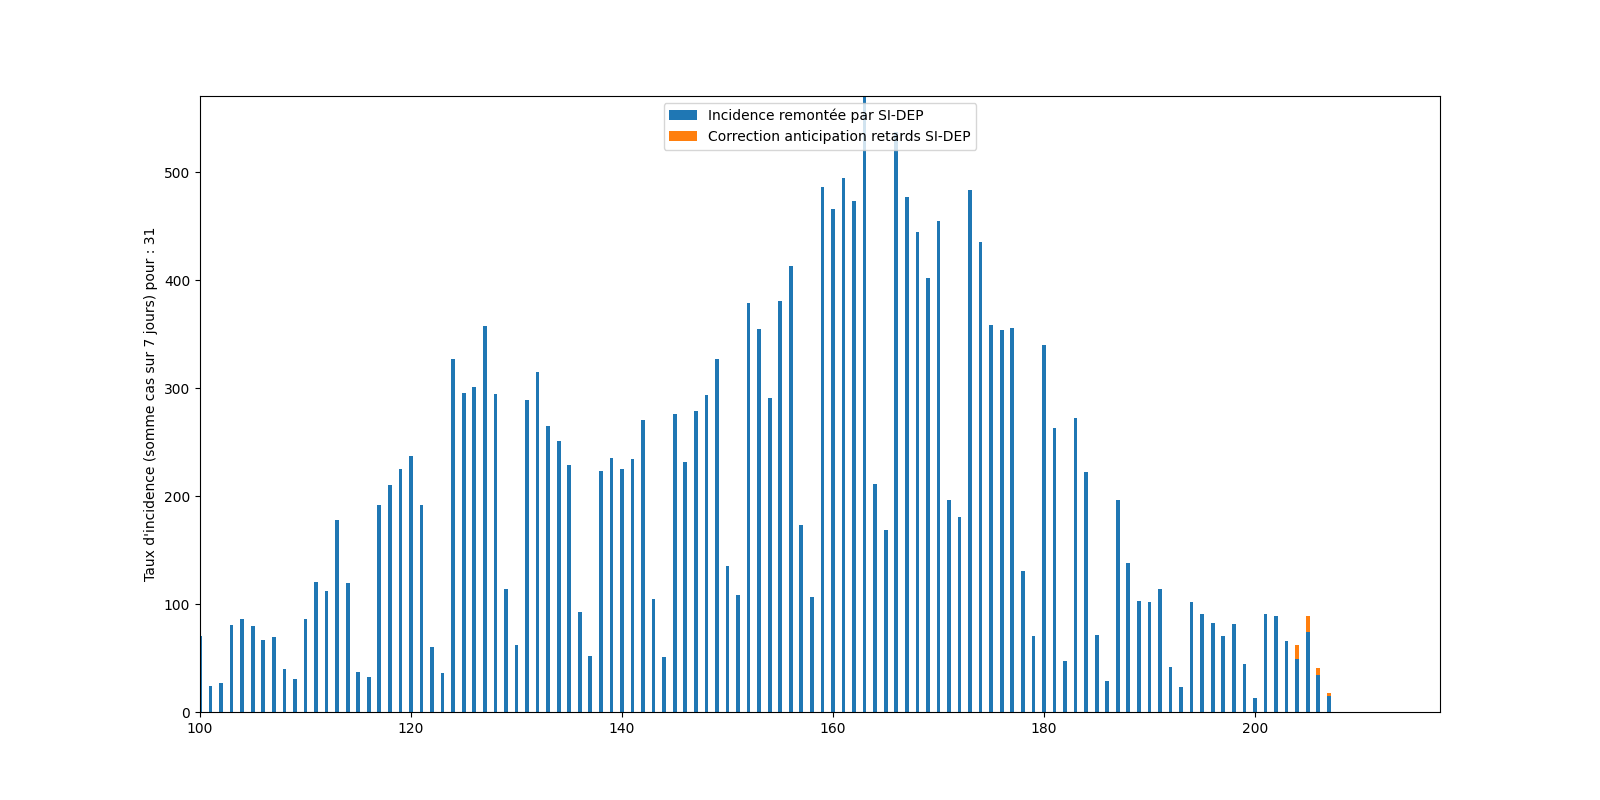 Incidence remontée par SI-DEP
Correction anticipation retards SI-DEP
Taux d'incidence (somme cas sur 7 jours) pour : 31
500
400
300
200
100
0
100 120 140 160 180 200